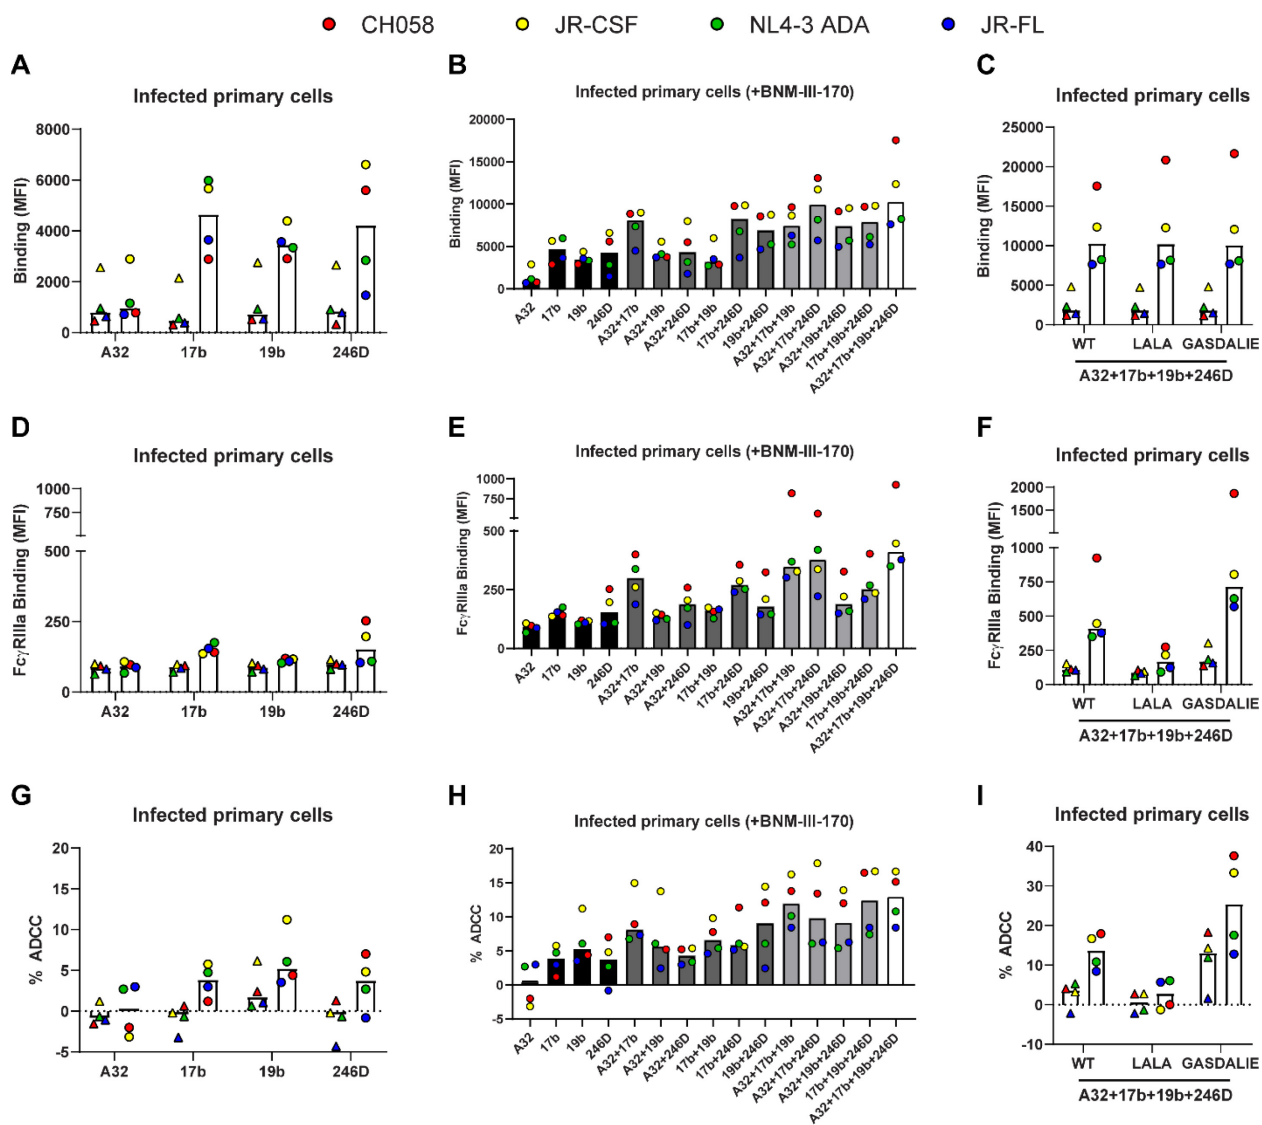 CH058 JR-CSF NL4-3 ADA JR-FL
A
Infected primary cells
Binding (MFI)
8000
6000
4000
2000
0
A32 17b 19b 246D
B
Infected primary cells (+BNM-III-170)
Binding (MFI)
20000
15000
10000
5000
0
A32
17b
19b
246D
A32+17b
A32+19b
A32+246D
17b+19b
17b+246D
19b+246D
A32+17b+19b
A32+17b+246D
A32+19b+246D
17b+19b+246D
A32+17b+19b+246D
C
Infected primary cells
Binding (MFI)
25000
20000
15000
10000
5000
0
WT LALA GASDALIE
A32+17b+19b+246D
D
Infected primary cells
FcγRIIIa Binding (MFI)
1000
750
500
250
0
A32 17b 19b 246D
E
Infected primary cells (+BNM-III-170)
FcγRIIIa Binding (MFI)
1000
750
500
250
0
A32
17b
19b
246D
A32+17b
A32+19b
A32+246D
17b+19b
17b+246D
19b+246D
A32+17b+19b
A32+17b+246D
A32+19b+246D
17b+19b+246D
A32+17b+19b+246D
F
Infected primary cells
FcγRIIIa Binding (MFI)
2000
1500
1000
750
500
250
0
WT LALA GASDALIE
A32+17b+19b+246D
G
Infected primary cells
% ADCC
20
15
10
5
0
-5
A32 17b 19b 246D
H
Infected primary cells (+BNM-III-170)
% ADCC
20
15
10
5
0
-5
A32
17b
19b
246D
A32+17b
A32+19b
A32+246D
17b+19b
17b+246D
19b+246D
A32+17b+19b
A32+17b+246D
A32+19b+246D
17b+19b+246D
A32+17b+19b+246D
I
Infected primary cells
% ADCC
40
30
20
10
0
-10
WT LALA GASDALIE
A32+17b+19b+246D